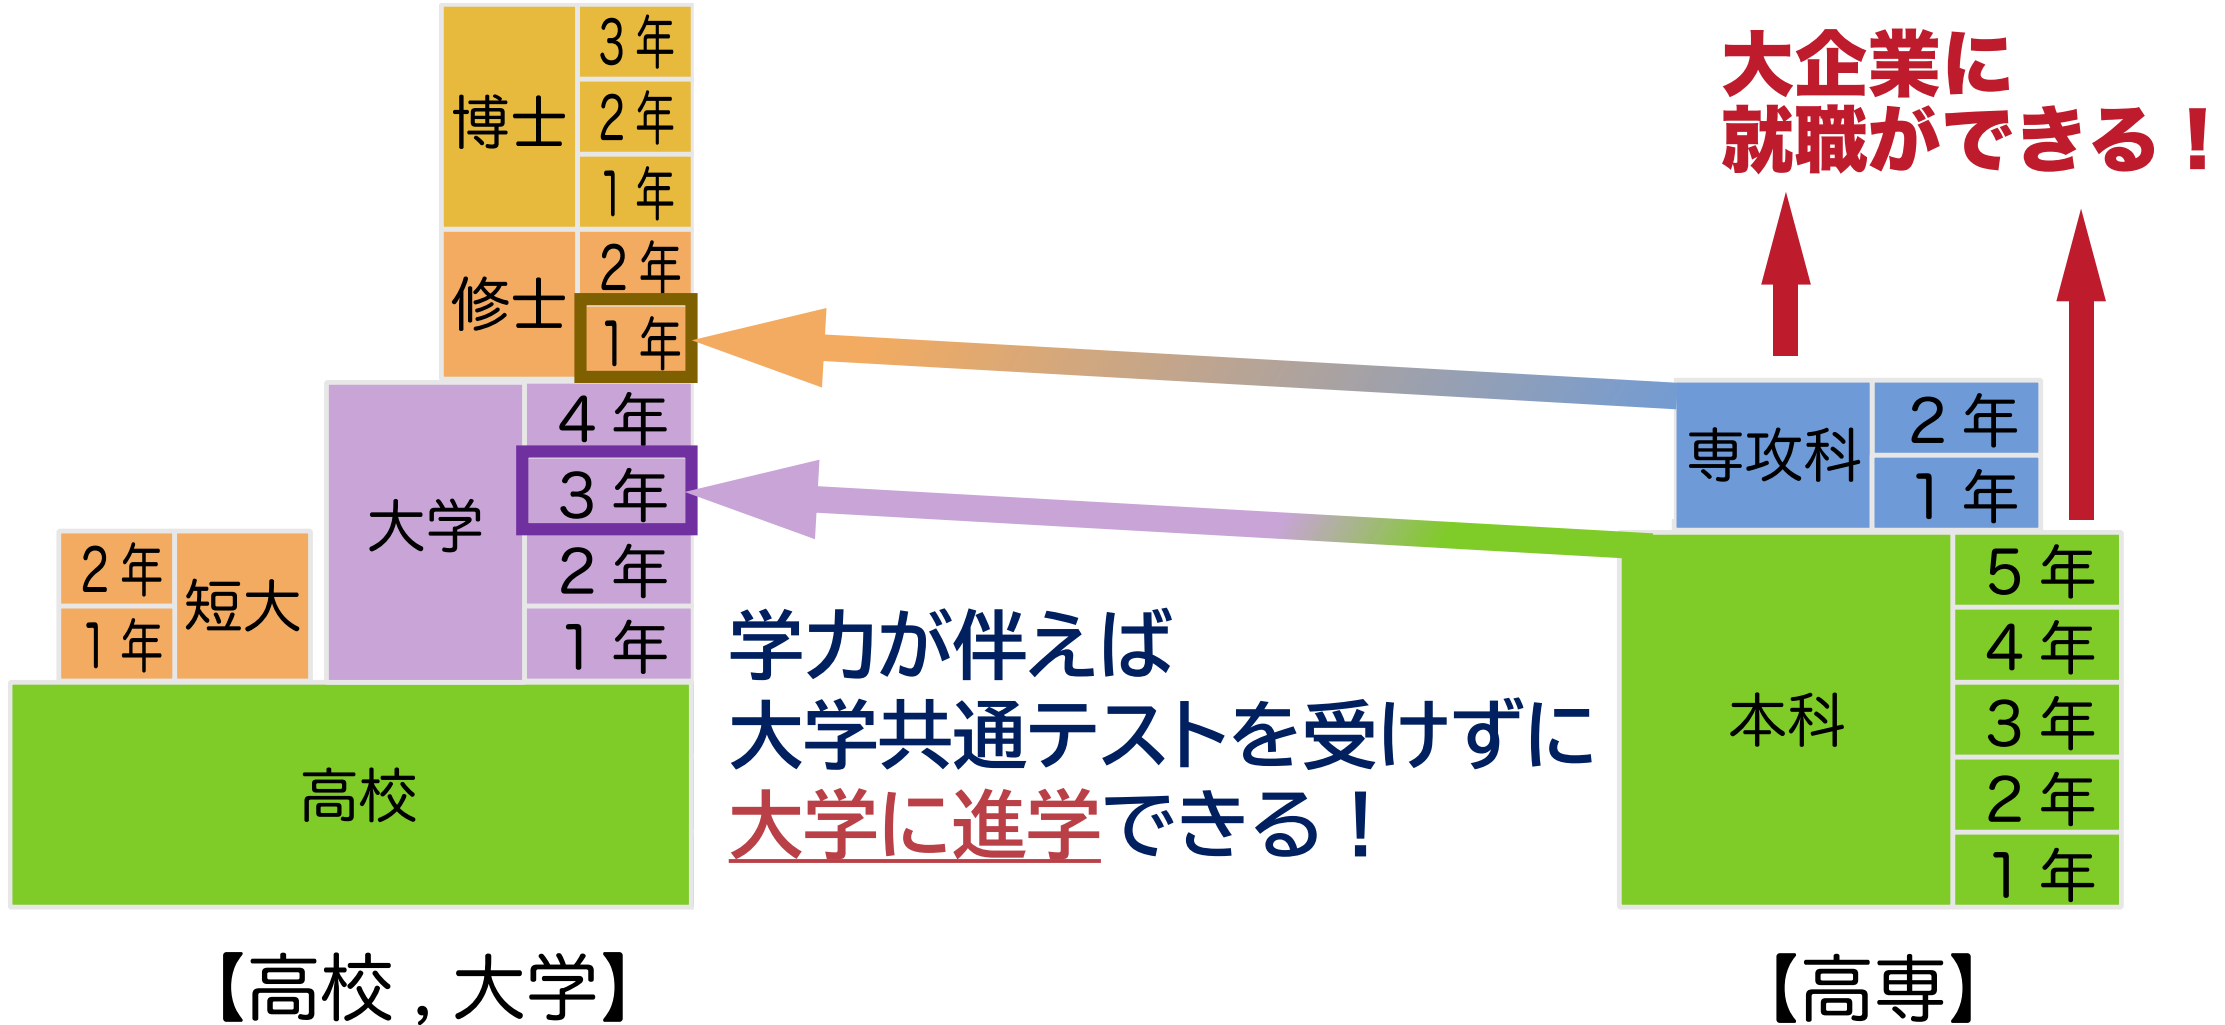 博士
3年
2年
1年
修士
2年
1年
大学
4年
3年
2年
1年
2年
1年
短大
高校
【高校，大学】
学力が伴えば
大学共通テストを受けずに
大学に進学できる！
大企業に
就職ができる！
専攻科
2年
1年
本科
5年
4年
3年
2年
1年
【高専】